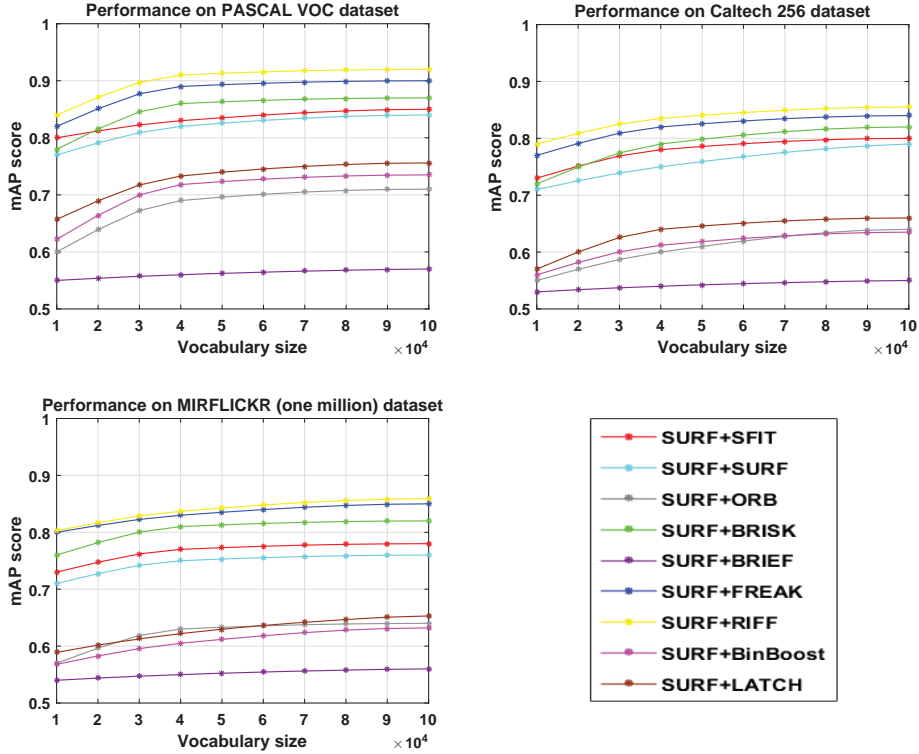 Performance on PASCAL VOC dataset
1
0.9
0.8
0.7
0.6
0.5
mAP score
1 2 3 4 5 6 7 8 9 10
Vocabulary size
× 10^4
Performance on Caltech 256 dataset
1
0.9
0.8
0.7
0.6
0.5
mAP score
1 2 3 4 5 6 7 8 9 10
Vocabulary size
× 10^4
Performance on MIRFLICKR (one million) dataset
1
0.9
0.8
0.7
0.6
0.5
mAP score
1 2 3 4 5 6 7 8 9 10
Vocabulary size
× 10^4
SURF+SFIT
SURF+SURF
SURF+ORB
SURF+BRISK
SURF+BRIEF
SURF+FREAK
SURF+RIFF
SURF+BinBoost
SURF+LATCH